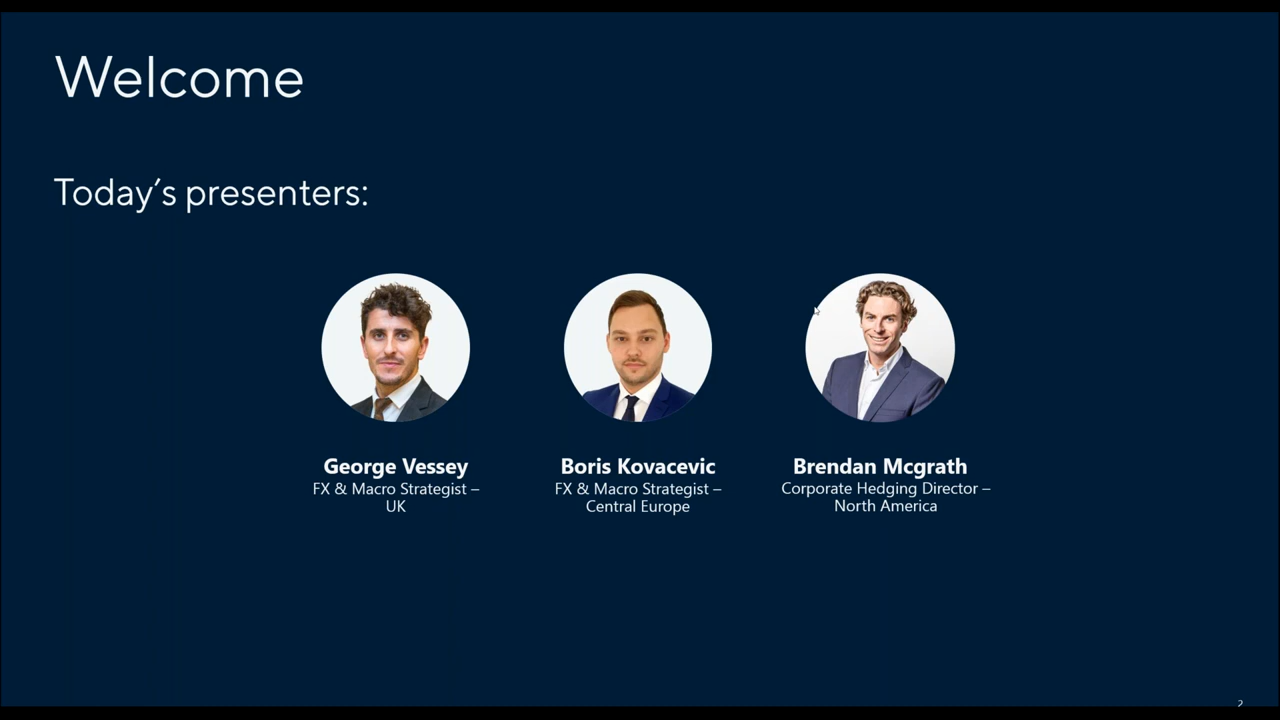 Welcome
Today's presenters:
George Vessey
FX & Macro Strategist –
UK
Boris Kovacevic
FX & Macro Strategist –
Central Europe
Brendan Mcgrath
Corporate Hedging Director –
North America
2